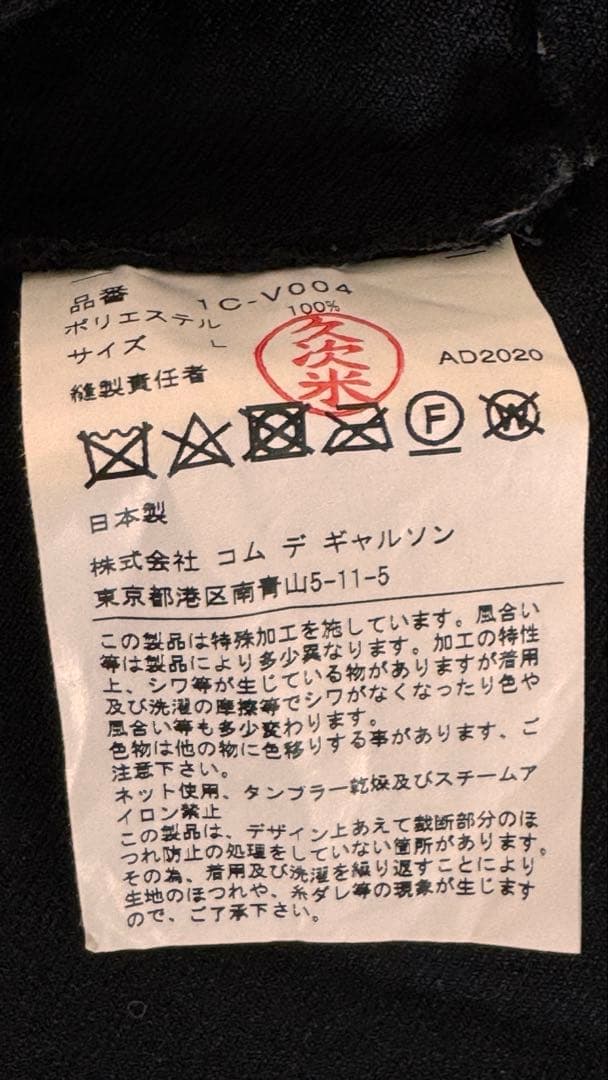 品番 1C-V004
ポリエステル 100%
サイズ L
久次米
AD2020
縫製責任者
F W
日本製
株式会社 コム デ ギャルソン
東京都港区南青山5-11-5
この製品は特殊加工を施しています。風合い
等は製品により多少異なります。加工の特性
上、シワ等が生じている物がありますが着用
及び洗濯の摩擦等でシワがなくなったり色や
風合い等も多少変わります。
色物は他の物に色移りする事があります、ご
注意下さい。
ネット使用、タンブラー乾燥及びスチームア
イロン禁止
この製品は、デザイン上あえて裁断部分のほ
つれ防止の処理をしていない箇所があります。
その為、着用及び洗濯を繰り返すことにより
生地のほつれや、糸ダレ等の現象が生じます
ので、ご了承下さい。